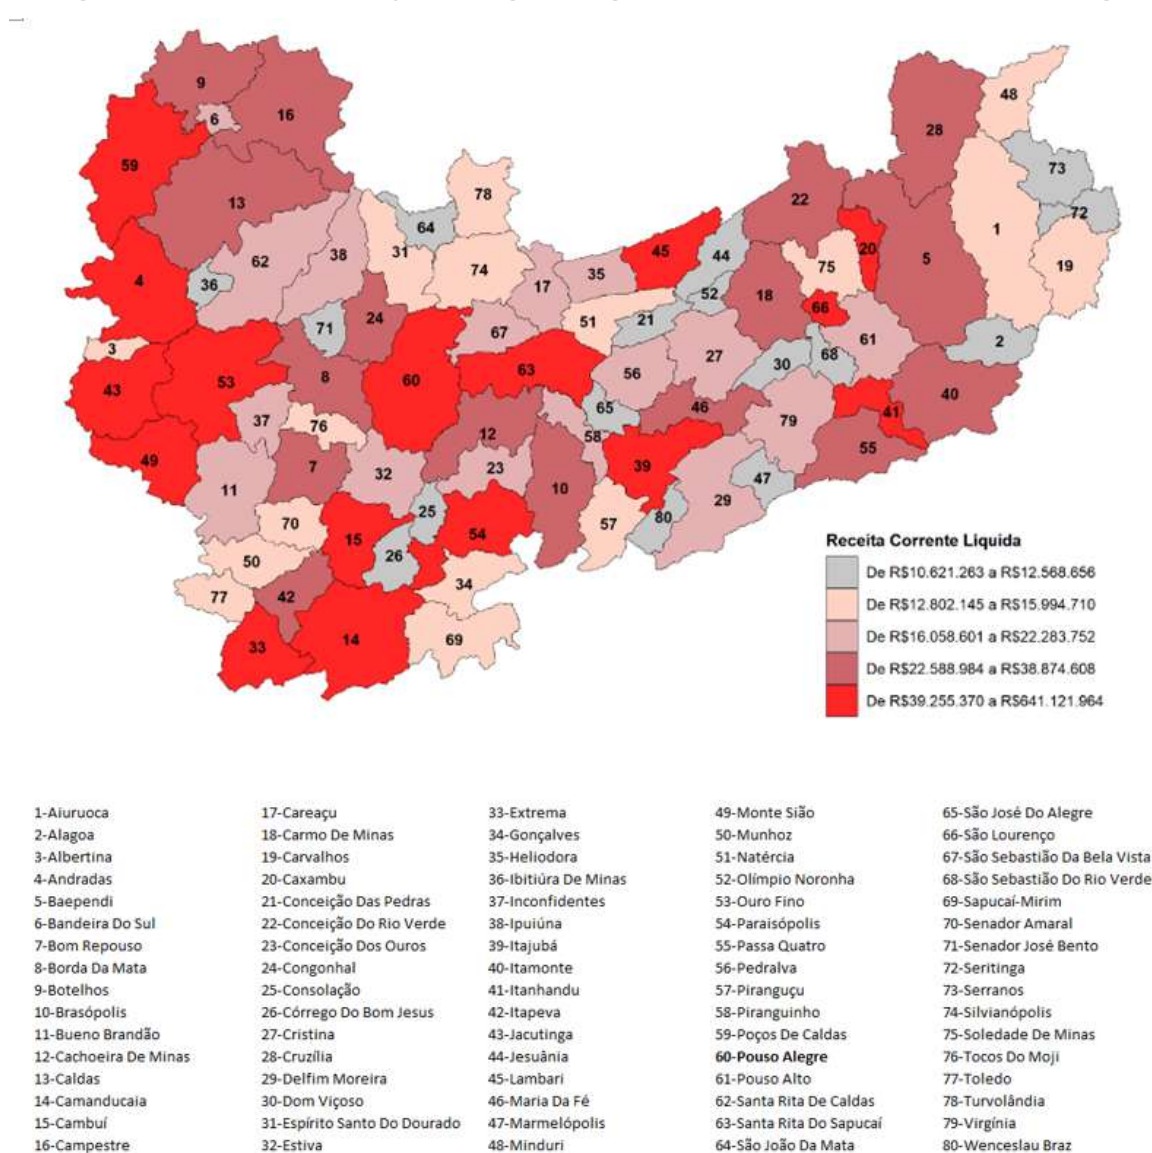 9
16
6
59
13
48
28
73
72
78
64
22
1
31
62
38
74
17
35
45
44
75
20
5
19
4
36
52
18
66
71
24
67
51
21
61
2
3
43
53
8
60
63
56
27
30
68
40
37
76
65
46
41
12
58
79
55
49
11
7
32
23
10
39
47
29
70
25
57
80
15
54
50
26
77
42
34
33
14
69
Receita Corrente Liquida
De R$10.621.263 a R$12.568.656
De R$12.802.145 a R$15.994.710
De R$16.058.601 a R$22.283.752
De R$22.588.984 a R$38.874.608
De R$39.255.370 a R$641.121.964
1-Aiuruoca
2-Alagoa
3-Albertina
4-Andradas
5-Baependi
6-Bandeira Do Sul
7-Bom Repouso
8-Borda Da Mata
9-Botelhos
10-Brasópolis
11-Bueno Brandão
12-Cachoeira De Minas
13-Caldas
14-Camanducaia
15-Cambuí
16-Campestre
17-Careaçu
18-Carmo De Minas
19-Carvalhos
20-Caxambu
21-Conceição Das Pedras
22-Conceição Do Rio Verde
23-Conceição Dos Ouros
24-Congonhal
25-Consolação
26-Córrego Do Bom Jesus
27-Cristina
28-Cruzília
29-Delfim Moreira
30-Dom Viçoso
31-Espírito Santo Do Dourado
32-Estiva
33-Extrema
34-Gonçalves
35-Heliodora
36-Ibitiúra De Minas
37-Inconfidentes
38-Ipuiúna
39-Itajubá
40-Itamonte
41-Itanhandu
42-Itapeva
43-Jacutinga
44-Jesuânia
45-Lambari
46-Maria Da Fé
47-Marmelópolis
48-Minduri
49-Monte Sião
50-Munhoz
51-Natércia
52-Olímpio Noronha
53-Ouro Fino
54-Paraisópolis
55-Passa Quatro
56-Pedralva
57-Piranguçu
58-Piranguinho
59-Poços De Caldas
60-Pouso Alegre
61-Pouso Alto
62-Santa Rita De Caldas
63-Santa Rita Do Sapucaí
64-São João Da Mata
65-São José Do Alegre
66-São Lourenço
67-São Sebastião Da Bela Vista
68-São Sebastião Do Rio Verde
69-Sapucaí-Mirim
70-Senador Amaral
71-Senador José Bento
72-Seritinga
73-Serranos
74-Silvianópolis
75-Soledade De Minas
76-Tocos Do Moji
77-Toledo
78-Turvolândia
79-Virgínia
80-Wenceslau Braz